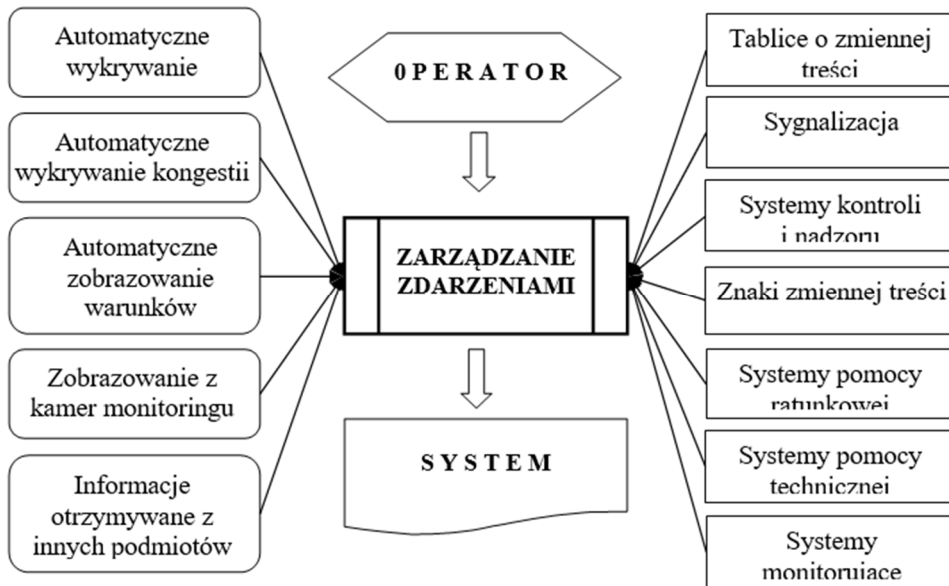 Automatyczne
wykrywanie
Automatyczne
wykrywanie kongestii
Automatyczne
zobrazowanie
warunków
Zobrazowanie z
kamer monitoringu
Informacje
otrzymywane z
innych podmiotów
0 P E R A T O R
ZARZĄDZANIE
ZDARZENIAMI
S Y S T E M
Tablice o zmiennej
treści
Sygnalizacja
Systemy kontroli
i nadzoru
Znaki zmiennej treści
Systemy pomocy
ratunkowej
Systemy pomocy
technicznej
Systemy
monitorujące